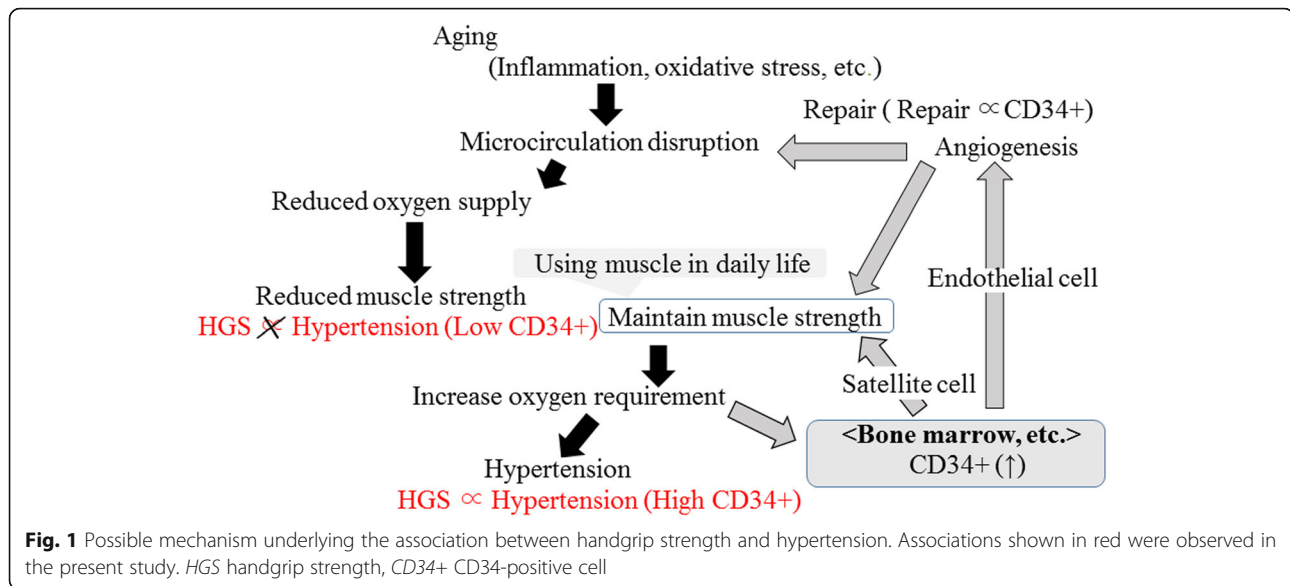 Aging
(Inflammation, oxidative stress, etc.)
Repair ( Repair ∝CD34+)
Microcirculation disruption
Angiogenesis
Reduced oxygen supply
Using muscle in daily life
Endothelial cell
Reduced muscle strength
HGS ∝ Hypertension (Low CD34+)
Maintain muscle strength
Satellite cell
Increase oxygen requirement
<Bone marrow, etc.>
CD34+ (↑)
Hypertension
HGS ∝ Hypertension (High CD34+)
Fig. 1 Possible mechanism underlying the association between handgrip strength and hypertension. Associations shown in red were observed in
the present study. HGS handgrip strength, CD34+ CD34-positive cell